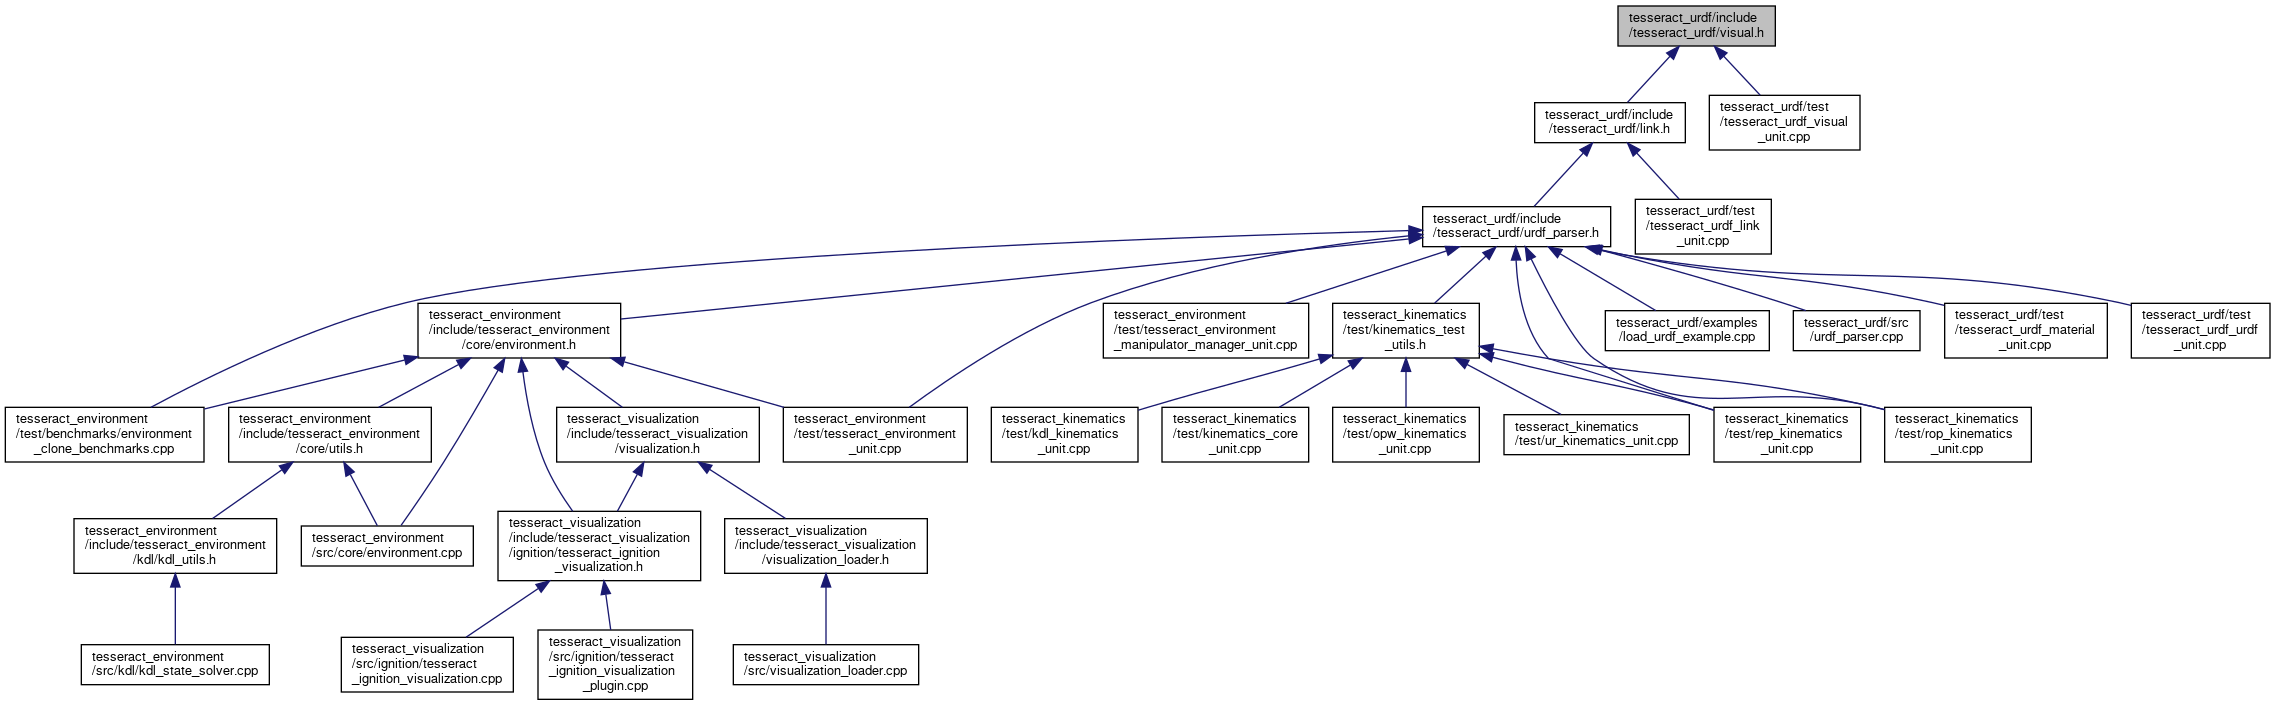 tesseract_urdf/include
/tesseract_urdf/visual.h
tesseract_urdf/include
/tesseract_urdf/link.h
tesseract_urdf/test
/tesseract_urdf_visual
_unit.cpp
tesseract_urdf/include
/tesseract_urdf/urdf_parser.h
tesseract_urdf/test
/tesseract_urdf_link
_unit.cpp
tesseract_environment
/include/tesseract_environment
/core/environment.h
tesseract_environment
/test/tesseract_environment
_manipulator_manager_unit.cpp
tesseract_kinematics
/test/kinematics_test
_utils.h
tesseract_urdf/examples
/load_urdf_example.cpp
tesseract_urdf/src
/urdf_parser.cpp
tesseract_urdf/test
/tesseract_urdf_material
_unit.cpp
tesseract_urdf/test
/tesseract_urdf_urdf
_unit.cpp
tesseract_environment
/test/benchmarks/environment
_clone_benchmarks.cpp
tesseract_environment
/include/tesseract_environment
/core/utils.h
tesseract_visualization
/include/tesseract_visualization
/visualization.h
tesseract_environment
/test/tesseract_environment
_unit.cpp
tesseract_kinematics
/test/kdl_kinematics
_unit.cpp
tesseract_kinematics
/test/kinematics_core
_unit.cpp
tesseract_kinematics
/test/opw_kinematics
_unit.cpp
tesseract_kinematics
/test/ur_kinematics_unit.cpp
tesseract_kinematics
/test/rep_kinematics
_unit.cpp
tesseract_kinematics
/test/rop_kinematics
_unit.cpp
tesseract_environment
/include/tesseract_environment
/kdl/kdl_utils.h
tesseract_environment
/src/core/environment.cpp
tesseract_visualization
/include/tesseract_visualization
/ignition/tesseract_ignition
_visualization.h
tesseract_visualization
/include/tesseract_visualization
/visualization_loader.h
tesseract_environment
/src/kdl/kdl_state_solver.cpp
tesseract_visualization
/src/ignition/tesseract
_ignition_visualization.cpp
tesseract_visualization
/src/ignition/tesseract
_ignition_visualization
_plugin.cpp
tesseract_visualization
/src/visualization_loader.cpp